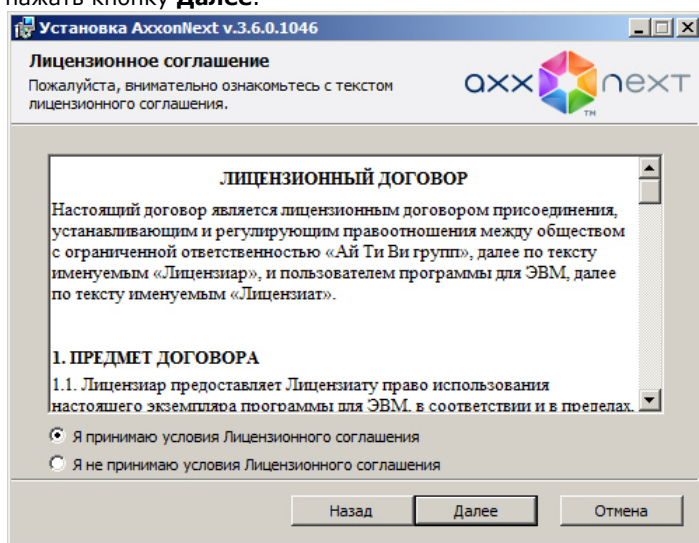 нажать кнопку Далее.
Установка AxxonNext v.3.6.0.1046
Лицензионное соглашение
Пожалуйста, внимательно ознакомьтесь с текстом
лицензионного соглашения.
axx next
TM
ЛИЦЕНЗИОННЫЙ ДОГОВОР
Настоящий договор является лицензионным договором присоединения,
устанавливающим и регулирующим правоотношения между обществом
с ограниченной ответственностью «Ай Ти Ви групп», далее по тексту
именуемым «Лицензиар», и пользователем программы для ЭВМ, далее
по тексту именуемым «Лицензиат».
1. ПРЕДМЕТ ДОГОВОРА
1.1. Лицензиар предоставляет Лицензиату право использования
настоящего экземпляра программы для ЭВМ, в соответствии и в пределах,
Я принимаю условия Лицензионного соглашения
Я не принимаю условия Лицензионного соглашения
Назад
Далее
Отмена